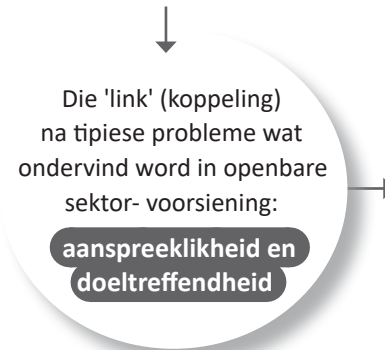 Die 'link' (koppeling)
na tipiese probleme wat
ondervind word in openbare
sektor- voorsiening:
aanspreeklikheid en
doeltreffendheid